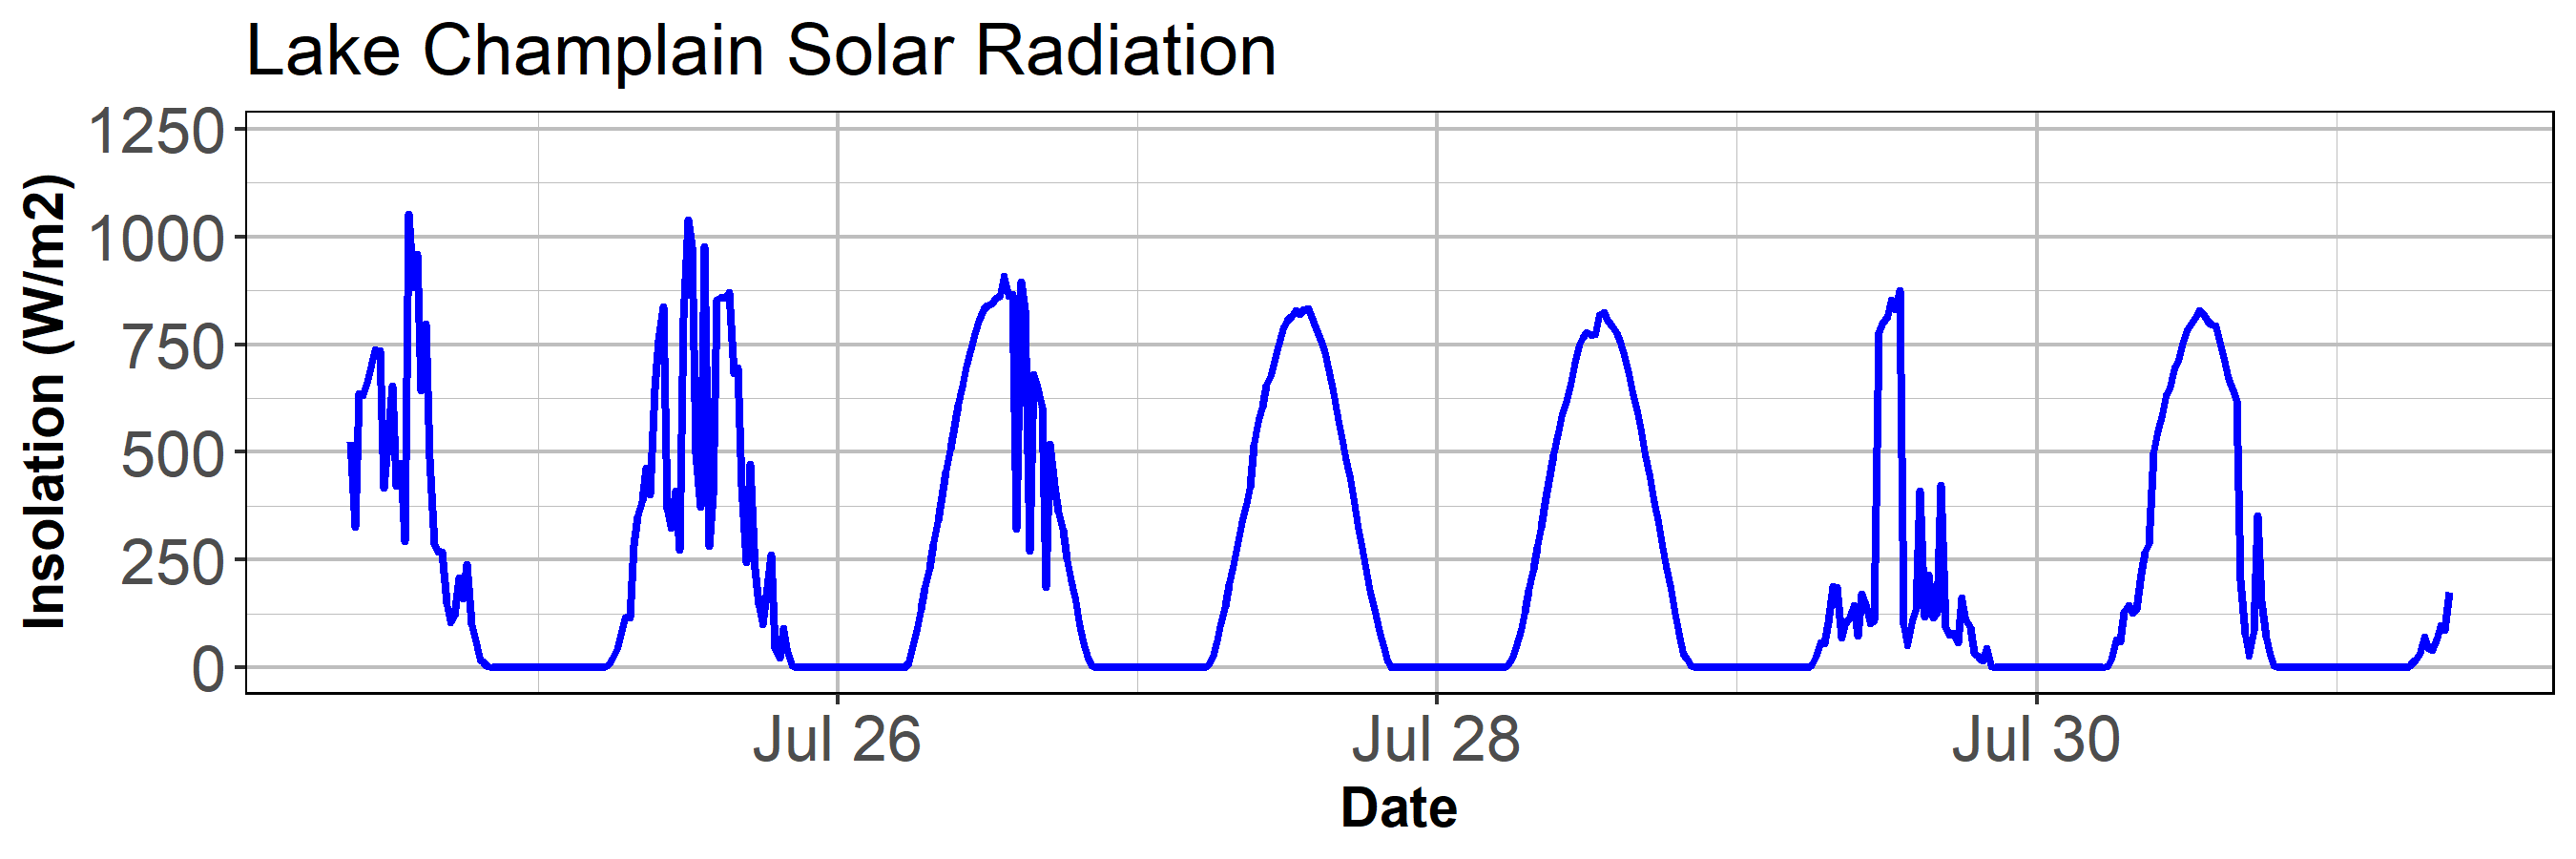 Lake Champlain Solar Radiation
Insolation (W/m2)
1250
1000
750
500
250
0
Jul 26
Jul 28
Jul 30
Date